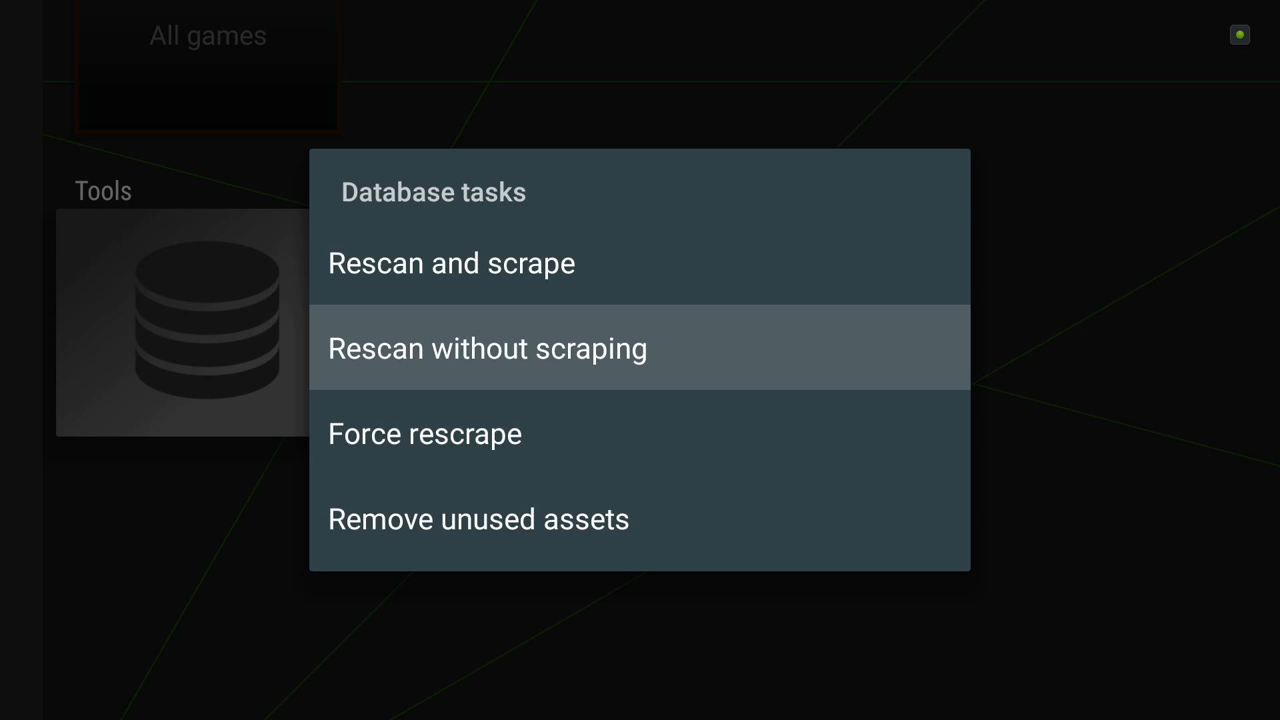 All games
Tools
Database tasks
Rescan and scrape
Rescan without scraping
Force rescrape
Remove unused assets